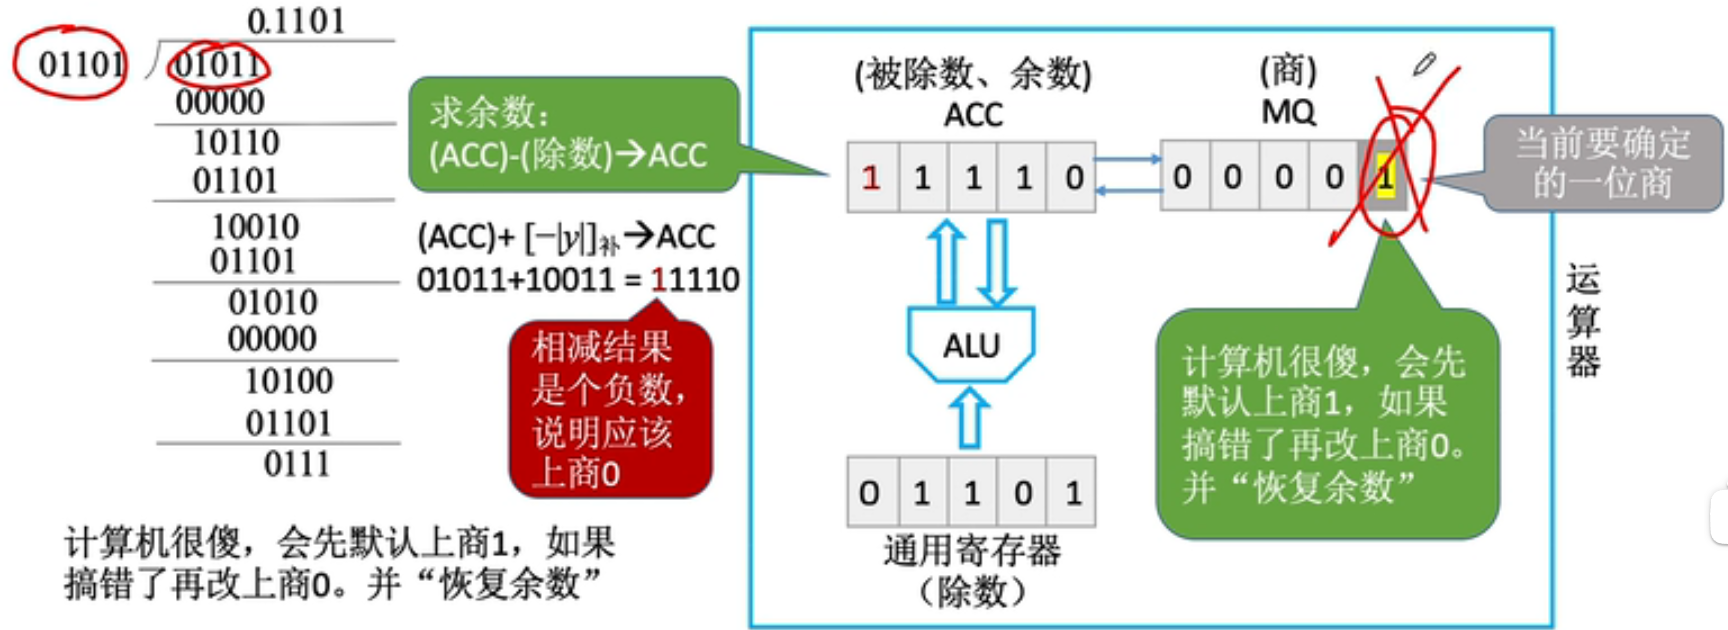 0.1101
01101
01011
00000
10110
01101
10010
01101
01010
00000
10100
01101
0111
求余数：
(ACC)-(除数)→ACC
(ACC)+ [−|y|]补→ACC
01011+10011 = 11110
相减结果
是个负数，
说明应该
上商0
计算机很傻，会先默认上商1，如果
搞错了再改上商0。并“恢复余数”
(被除数、余数)
ACC
1 1 1 1 0
(商)
MQ
0 0 0 0 1
ALU
0 1 1 0 1
通用寄存器
（除数）
当前要确定
的一位商
计算机很傻，会先
默认上商1，如果
搞错了再改上商0。
并“恢复余数”
运
算
器